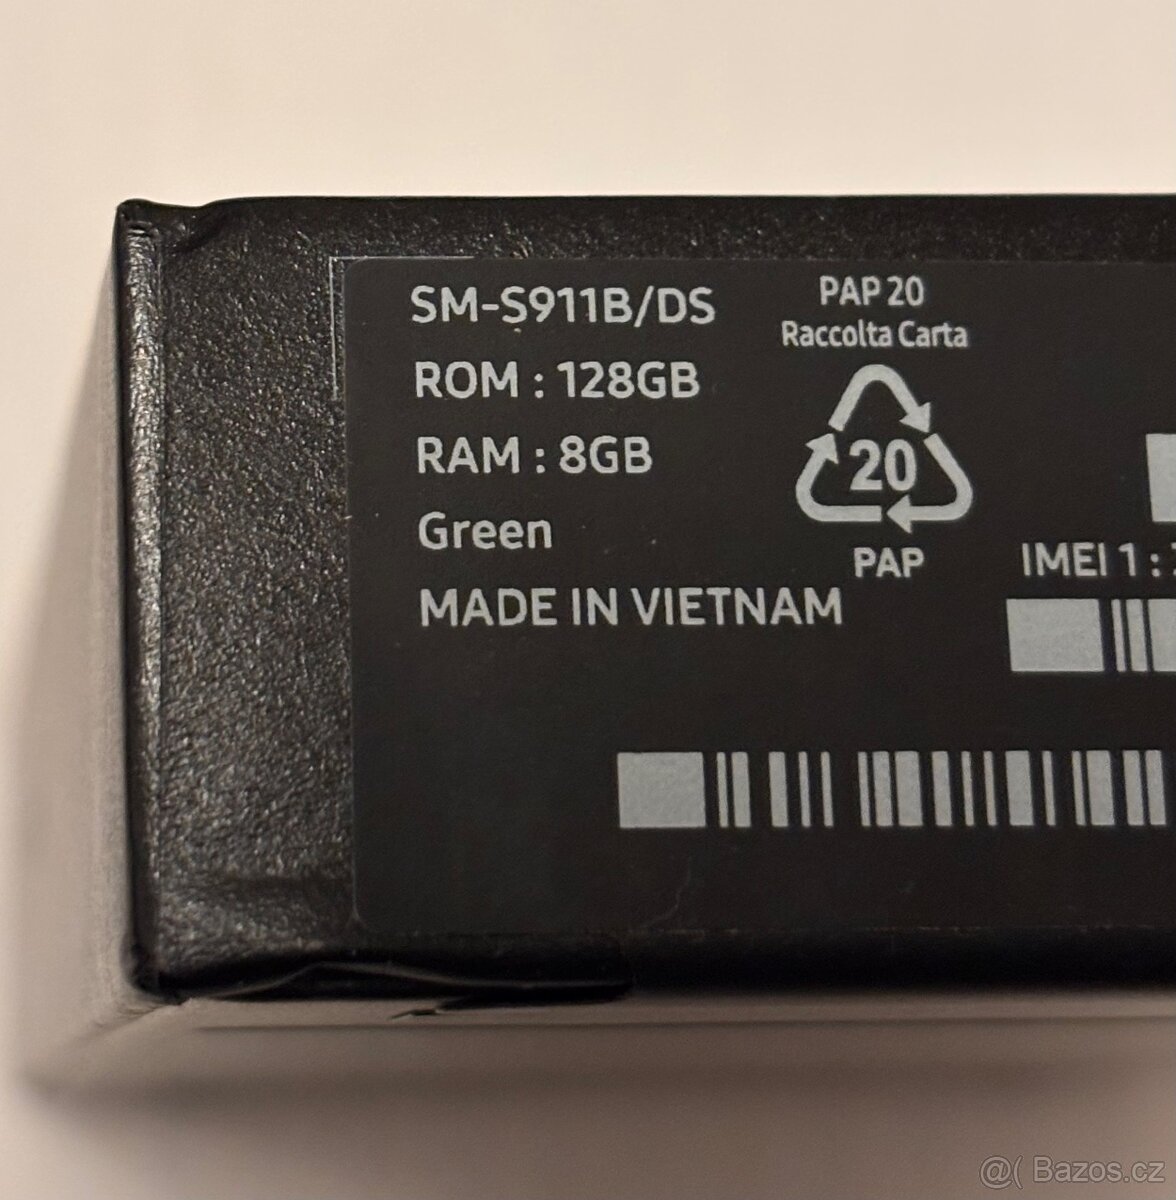 SM-S911B/DS
ROM : 128GB
RAM : 8GB
Green
MADE IN VIETNAM
PAP 20
Raccolta Carta
20
PAP
IMEI 1 :
@( Bazos.cz